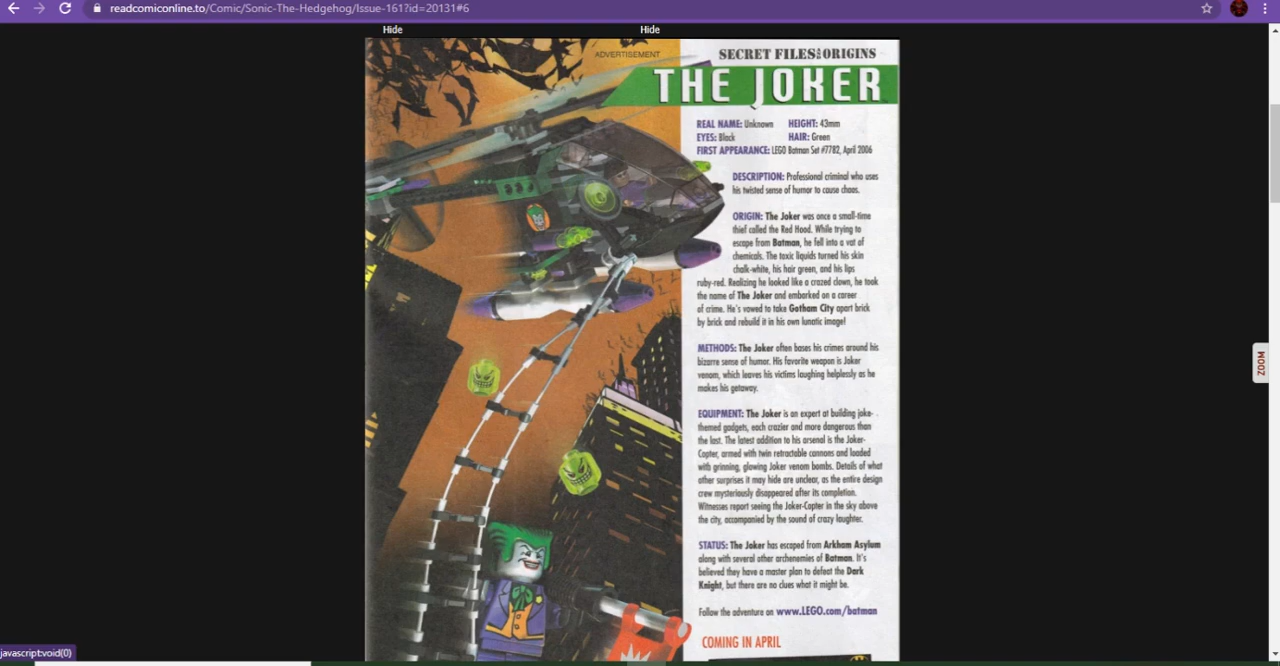 readcomiconline.to/Comic/Sonic-The-Hedgehog/Issue-161?id=20131#6
Hide
Hide
ADVERTISEMENT
SECRET FILES AND ORIGINS
THE JOKER
REAL NAME: Unknown HEIGHT: 43mm
EYES: Black HAIR: Green
FIRST APPEARANCE: LEGO Batman Set #7782, April 2006
DESCRIPTION: Professional criminal who uses
his twisted sense of humor to cause chaos.
ORIGIN: The Joker was once a small-time
thief called the Red Hood. While trying to
escape from Batman, he fell into a vat of
chemicals. The toxic liquids turned his skin
chalk-white, his hair green, and his lips
ruby-red. Realizing he looked like a crazed clown, he took
the name of The Joker and embarked on a career
of crime. He's vowed to take Gotham City apart brick
by brick and rebuild it in his own lunatic image!
METHODS: The Joker often bases his crimes around his
bizarre sense of humor. His favorite weapon is Joker
venom, which leaves his victims laughing helplessly as he
makes his getaway.
EQUIPMENT: The Joker is an expert at building joke-
themed gadgets, each crazier and more dangerous than
the last. The latest addition to his arsenal is the Joker-
Copter, armed with twin retractable cannons and loaded
with grinning, glowing Joker venom bombs. Details of what
other surprises it may hide are unclear, as the entire design
crew mysteriously disappeared after its completion.
Witnesses report seeing the Joker-Copter in the sky above
the city, accompanied by the sound of crazy laughter.
STATUS: The Joker has escaped from Arkham Asylum
along with several other archenemies of Batman. It's
believed they have a master plan to defeat the Dark
Knight, but there are no clues what it might be.
Follow the adventure on www.LEGO.com/batman
COMING IN APRIL
ZOOM
javascript:void(0)